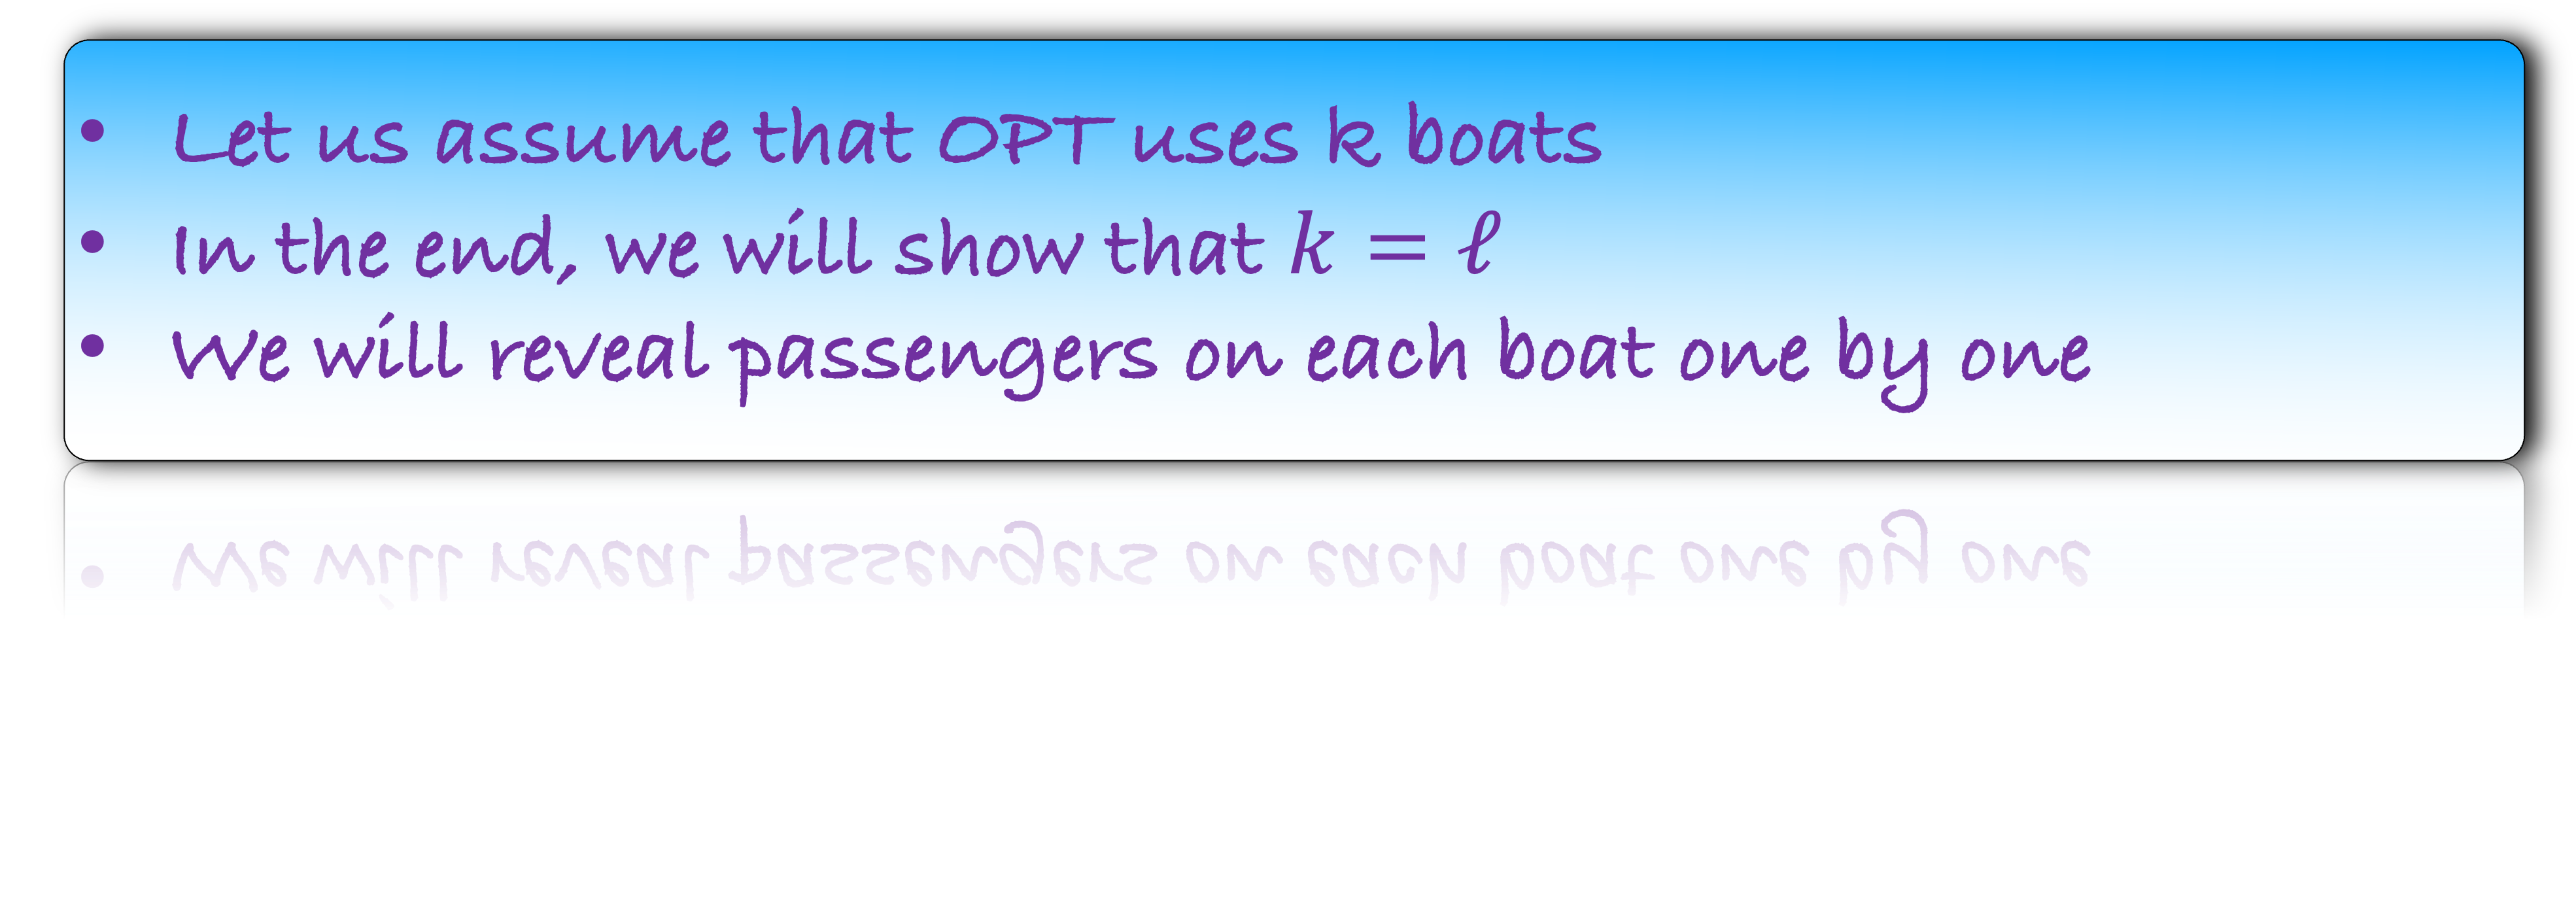 • Let us assume that OPT uses k boats
• In the end, we will show that k = ℓ
• We will reveal passengers on each boat one by one